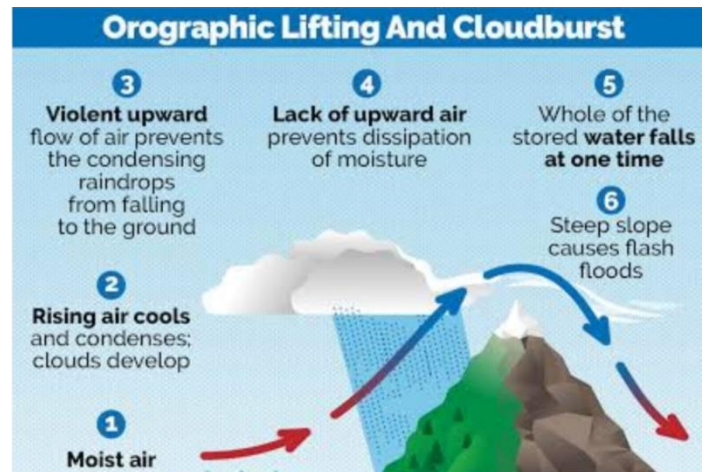 Orographic Lifting And Cloudburst
3
Violent upward
flow of air prevents
the condensing
raindrops
from falling
to the ground
4
Lack of upward air
prevents dissipation
of moisture
5
Whole of the
stored water falls
at one time
6
Steep slope
causes flash
floods
2
Rising air cools
and condenses;
clouds develop
1
Moist air